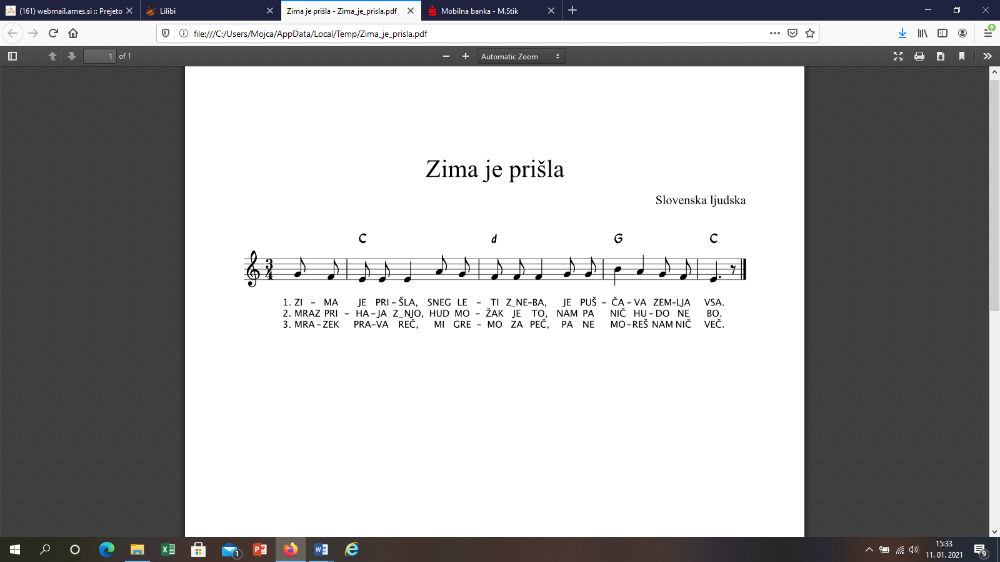 (161) webmail.arnes.si :: Prejeto
Lilibi
Zima je prišla - Zima_je_prisla.pdf
Mobilna banka - M.Stik
file:///C:/Users/Mojca/AppData/Local/Temp/Zima_je_prisla.pdf
1 of 1
Automatic Zoom
Zima je prišla
Slovenska ljudska
C d G C
3
4
1. ZI - MA JE PRI - ŠLA, SNEG LE - TI Z_NE-BA, JE PUŠ - ČA - VA ZEM-LJA VSA.
2. MRAZ PRI - HA - JA Z_NJO, HUD MO - ŽAK JE TO, NAM PA NIČ HU - DO NE BO.
3. MRA - ZEK PRA-VA REČ, MI GRE - MO ZA PEČ, PA NE MO-REŠ NAM NIČ VEČ.
1
15:33
11. 01. 2021
9